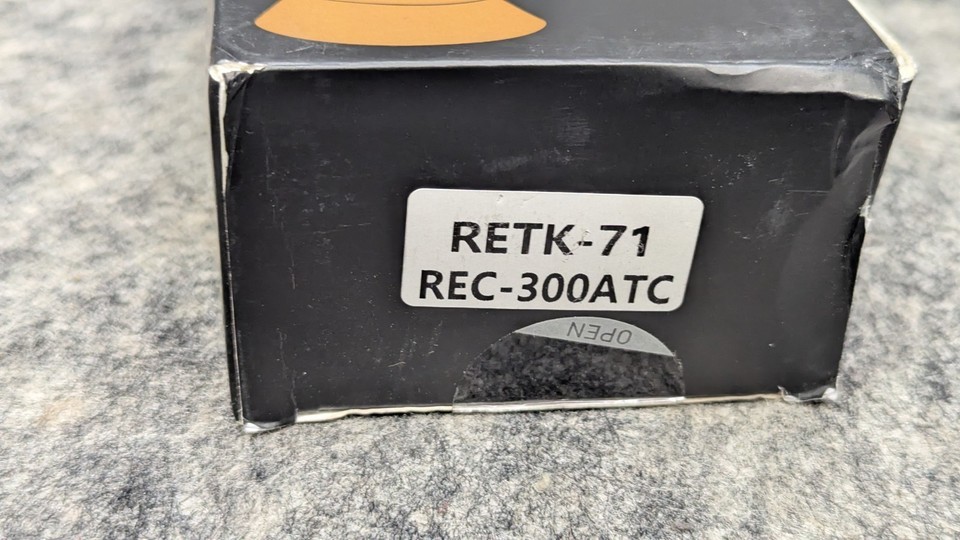 RETK-71
REC-300ATC
OPEN